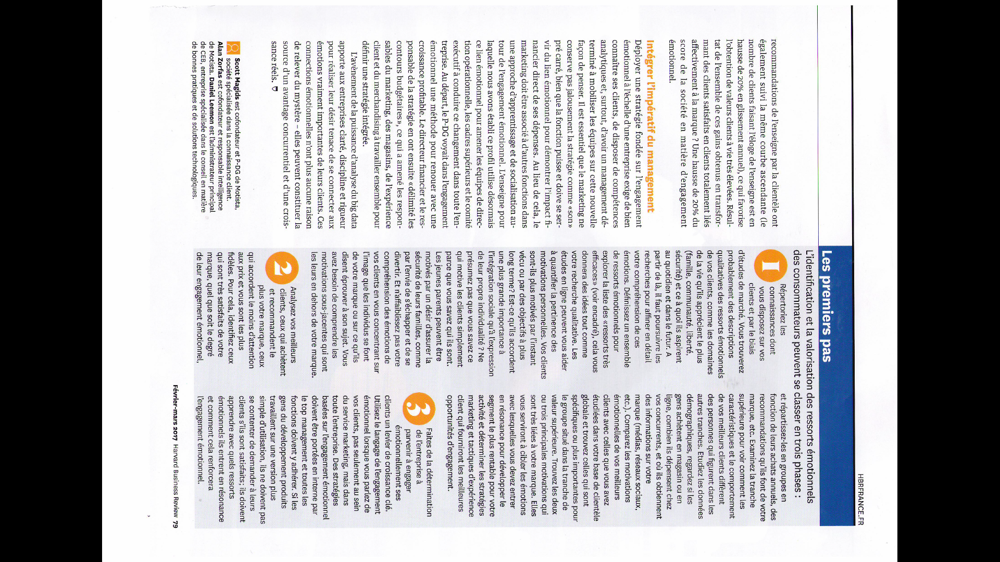 HBRFRANCE.FR
recommandations de l'enseigne par la clientèle ont
également suivi la même courbe ascendante (le
nombre de clients faisant l'éloge de l'enseigne est en
hausse de 20% en glissement annuel), ce qui favorise
l'obtention de valeurs clients à vie très élevées. Résul-
tat de l'ensemble de ces gains obtenus en transfor-
mant des clients satisfaits en clients totalement liés
affectivement à la marque ? Une hausse de 20% du
score de la société en matière d'engagement
émotionnel.
Intégrer l'impératif du management
Déployer une stratégie fondée sur l'engagement
émotionnel à l'échelle d'une entreprise exige de bien
connaître ses clients, de disposer de compétences
analytiques et, surtout, d'avoir un management dé-
terminé à mobiliser les équipes sur cette nouvelle
façon de penser. Il est essentiel que le marketing ne
conserve pas jalousement la stratégie comme «son»
pré carré, bien que la fonction puisse et doive se ser-
vir du lien émotionnel pour démontrer l'impact fi-
nancier direct de ses dépenses. Au lieu de cela, le
marketing doit être associé à d'autres fonctions dans
une approche d'apprentissage et de socialisation au-
tour de l'engagement émotionnel. L'enseigne pour
laquelle nous avons établi ce profil utilise désormais
ce lien émotionnel pour amener les équipes de direc-
tion opérationnelle, les cadres supérieurs et le comité
exécutif à conduire ce changement dans toute l'en-
treprise. Au départ, le P-DG voyait dans l'engagement
émotionnel une méthode pour renouer avec une
croissance profitable. Le directeur financier et le res-
ponsable de la stratégie en ont ensuite «délimité les
contours budgétaires», ce qui a amené les respon-
sables du marketing, des magasins, de l'expérience
client et du merchandising à travailler ensemble pour
définir une stratégie intégrée.
L'avènement de la puissance d'analyse du big data
apporte aux entreprises clarté, discipline et rigueur
pour réaliser leur désir tenace de se connecter aux
émotions vraiment importantes de leurs clients. Ces
connections émotionnelles n'ont plus aucune raison
de relever du mystère – elles peuvent constituer la
source d'un avantage concurrentiel et d'une crois-
sance réels.
Scott Magids est cofondateur et P-DG de Motista,
société spécialisée dans la connaissance client.
Alan Zorfas est cofondateur et responsable intelligence
de Motista. Daniel Leemon est l'administrateur principal
de CEB, entreprise spécialisée dans le conseil en matière
de bonnes pratiques et de solutions technologiques.
Les premiers pas
L'identification et la valorisation des ressorts émotionnels
des consommateurs peuvent se classer en trois phases :
1
Répertoriez les
connaissances dont
vous disposez sur vos
clients et par le biais
d'études de marché. Vous trouverez
probablement des descriptions
qualitatives des ressorts émotionnels
de vos clients, comme les domaines
de la vie qu'ils apprécient le plus
(famille, communauté, liberté,
sécurité) et ce à quoi ils aspirent
au quotidien et dans le futur. A
partir de là, il faut poursuivre les
recherches pour affiner en détail
votre compréhension de ces
émotions. Définissez un ensemble
de ressorts émotionnels pour
explorer la liste des «ressorts très
efficaces» (voir encadré), cela vous
donnera des idées tout comme
votre recherche qualitative. Les
études en ligne peuvent vous aider
à quantifier la pertinence des
motivations personnelles. Vos clients
sont-ils plus motivés par l'instant
vécu ou par des objectifs à plus
long terme? Est-ce qu'ils accordent
une plus grande importance à
l'intégration sociale qu'à l'expression
de leur propre individualité ? Ne
présumez pas que vous savez ce
qui motive les clients simplement
parce que vous savez qui ils sont.
Les jeunes parents peuvent être
motivés par un désir d'assurer la
sécurité de leurs familles, comme
par l'envie de s'échapper et de se
divertir. Et n'affaiblissez pas votre
compréhension des émotions de
vos clients en vous concentrant sur
l'image que les individus se font
de votre marque ou sur ce qu'ils
disent éprouver à son sujet. Vous
avez besoin de comprendre les
motivations sous-jacentes qui sont
les leurs en dehors de votre marque.
2
Analysez vos meilleurs
clients, ceux qui achètent
et recommandent le
plus votre marque, ceux
qui accordent le moins d'attention
aux prix et vous sont les plus
fidèles. Pour cela, identifiez ceux
qui sont très satisfaits de votre
marque, quel que soit le degré
de leur engagement émotionnel,
et répartissez-les en groupes en
fonction de leurs achats annuels, des
recommandations qu'ils font de votre
marque, etc. Examinez la tranche
supérieure pour voir comment les
caractéristiques et le comportement
de vos meilleurs clients diffèrent
des personnes qui figurent dans les
autres tranches. Etudiez les données
démographiques, regardez si les
gens achètent en magasin ou en
ligne, combien ils dépensent chez
vos concurrents, et où ils obtiennent
des informations sur votre
marque (médias, réseaux sociaux,
etc.). Comparez les motivations
émotionnelles de vos meilleurs
clients avec celles que vous avez
étudiées dans votre base de clientèle
globale et trouvez celles qui sont
spécifiques ou plus importantes pour
le groupe situé dans la tranche de
valeur supérieure. Trouvez les deux
ou trois principales motivations qui
sont très liées à votre marque. Elles
vous serviront à cibler les émotions
avec lesquelles vous devez entrer
en résonance pour développer le
segment le plus rentable pour votre
activité et déterminer les stratégies
marketing et tactiques d'expérience
client qui fourniront les meilleures
opportunités d'engagement.
3
Faites de la détermination
de l'entreprise à
parvenir à engager
émotionnellement ses
clients un levier de croissance clé.
Utilisez le langage de l'engagement
émotionnel lorsque vous parlez de
vos clients, pas seulement au sein
du service marketing, mais dans
toute l'entreprise. Des stratégies
basées sur l'engagement émotionnel
doivent être portées en interne par
le top management et toutes les
fonctions doivent y adhérer. Si les
gens du développement produits
travaillent sur une version plus
simple d'utilisation, ils ne doivent pas
se contenter de demander à leurs
clients s'ils sont satisfaits; ils doivent
apprendre avec quels ressorts
émotionnels ils entrent en résonance
et comment cela renforcera
l'engagement émotionnel.
Février-mars 2017 Harvard Business Review 79